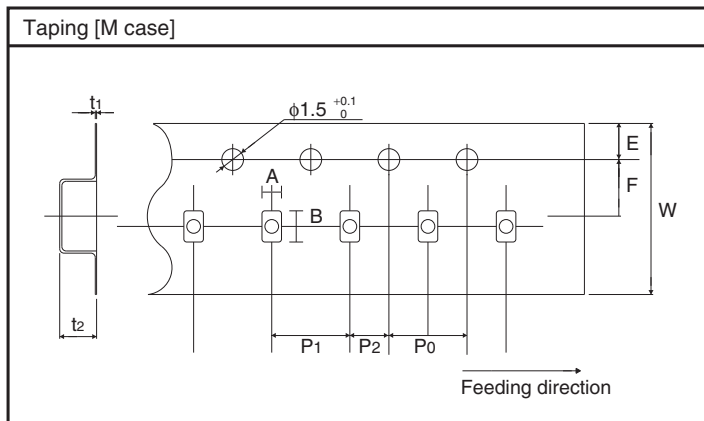 Taping [M case]
t1
ϕ1.5 +0.1 0
E
A
F
B
W
t2
P1 P2 P0
Feeding direction